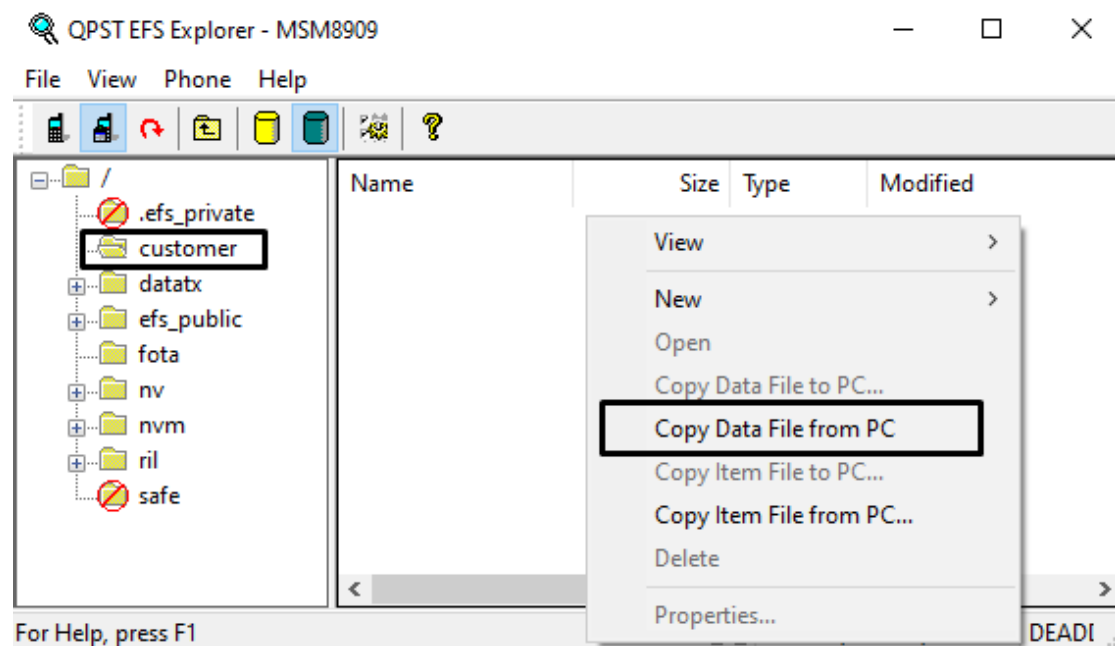 QPST EFS Explorer - MSM8909
File View Phone Help
/
.efs_private
customer
datatx
efs_public
fota
nv
nvm
ril
safe
Name Size Type Modified
View
New
Open
Copy Data File to PC...
Copy Data File from PC
Copy Item File to PC...
Copy Item File from PC...
Delete
Properties...
For Help, press F1